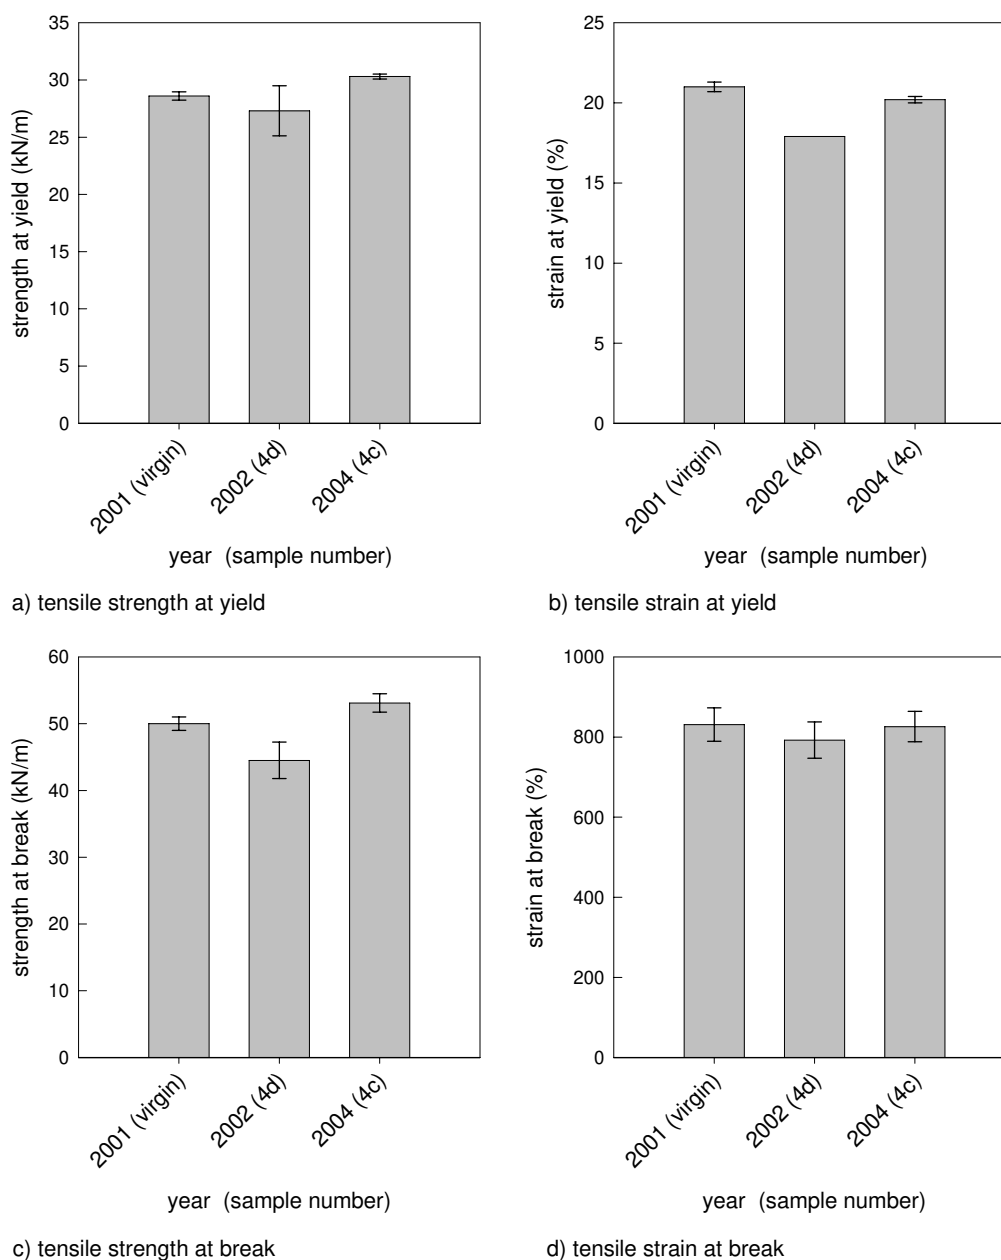 35
30
25
20
15
10
5
0
strength at yield (kN/m)
2001 (virgin)
2002 (4d)
2004 (4c)
year (sample number)
a) tensile strength at yield
25
20
15
10
5
0
strain at yield (%)
2001 (virgin)
2002 (4d)
2004 (4c)
year (sample number)
b) tensile strain at yield
60
50
40
30
20
10
0
strength at break (kN/m)
2001 (virgin)
2002 (4d)
2004 (4c)
year (sample number)
c) tensile strength at break
1000
800
600
400
200
0
strain at break (%)
2001 (virgin)
2002 (4d)
2004 (4c)
year (sample number)
d) tensile strain at break